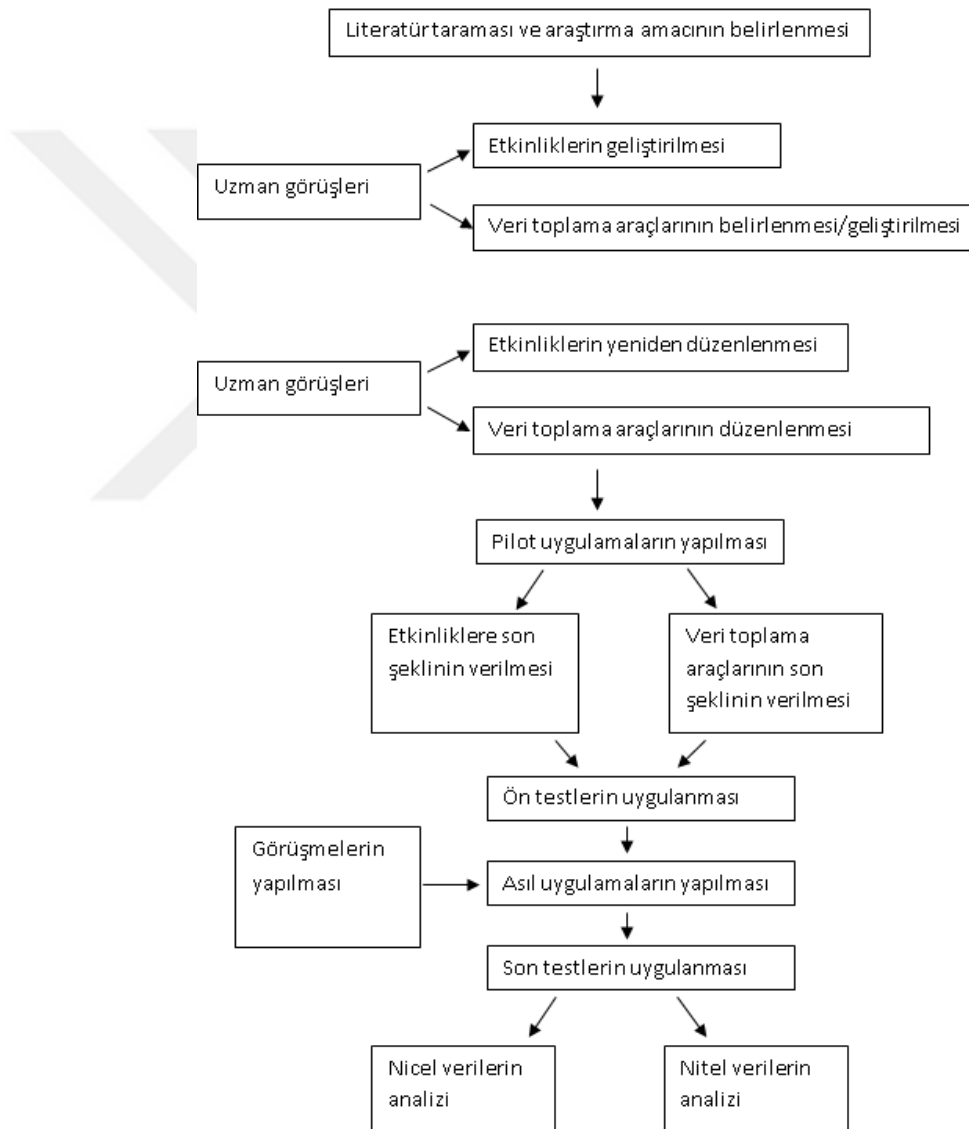 Literatür taraması ve araştırma amacının belirlenmesi
Etkinliklerin geliştirilmesi
Uzman görüşleri
Veri toplama araçlarının belirlenmesi/geliştirilmesi
Etkinliklerin yeniden düzenlenmesi
Uzman görüşleri
Veri toplama araçlarının düzenlenmesi
Pilot uygulamaların yapılması
Etkinliklere son
şeklinin verilmesi
Veri toplama
araçlarının son
şeklinin verilmesi
Ön testlerin uygulanması
Görüşmelerin
yapılması
Asıl uygulamaların yapılması
Son testlerin uygulanması
Nicel verilerin
analizi
Nitel verilerin
analizi